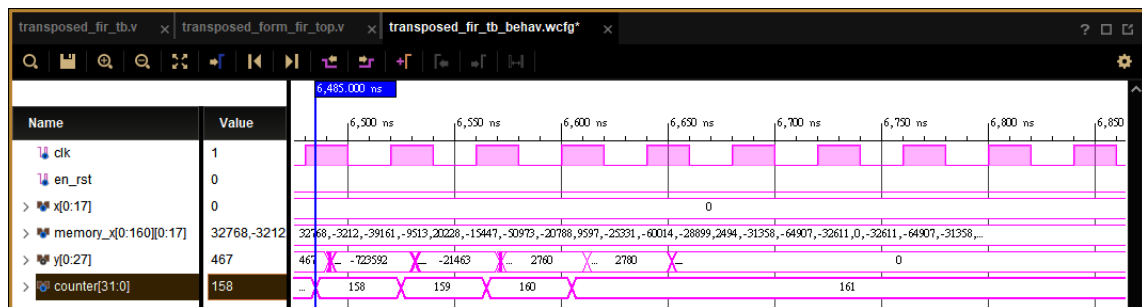 transposed_fir_tb.v × transposed_form_fir_top.v × transposed_fir_tb_behav.wcfg* × ?
6,485.000 ns
Name Value 6,500 ns 6,550 ns 6,600 ns 6,650 ns 6,700 ns 6,750 ns 6,800 ns 6,850
clk 1
en_rst 0
x[0:17] 0 0
memory_x[0:160][0:17] 32768,-3212 32768,-3212,-39161,-9513,20228,-15447,-50973,-20788,9597,-25331,-60014,-28899,2494,-31358,-64907,-32611,0,-32611,-64907,-31358,...
y[0:27] 467 467 ... -723592 ... -21463 ... 2760 ... 2780 ... 0
counter[31:0] 158 ... 158 159 160 161